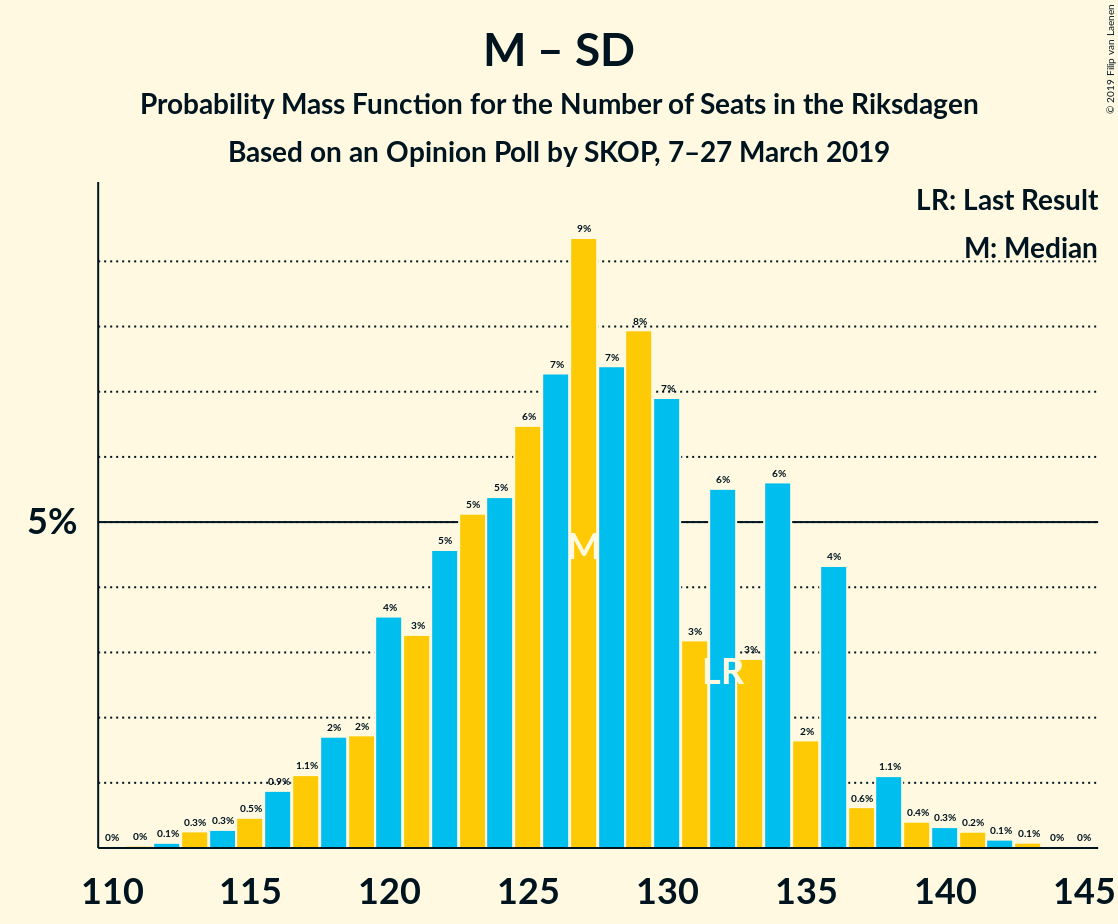 M – SD
Probability Mass Function for the Number of Seats in the Riksdagen
Based on an Opinion Poll by SKOP, 7–27 March 2019
© 2019 Filip van Laenen
LR: Last Result
M: Median
5%
0% 0% 0.1% 0.3% 0.3% 0.5% 0.9% 1.1% 2% 2% 4% 3% 5% 5% 5% 6% 7% 9% 7% 8% 7% 3% 6% 3% 6% 2% 4% 0.6% 1.1% 0.4% 0.3% 0.2% 0.1% 0.1% 0% 0%
M
LR
110 115 120 125 130 135 140 145